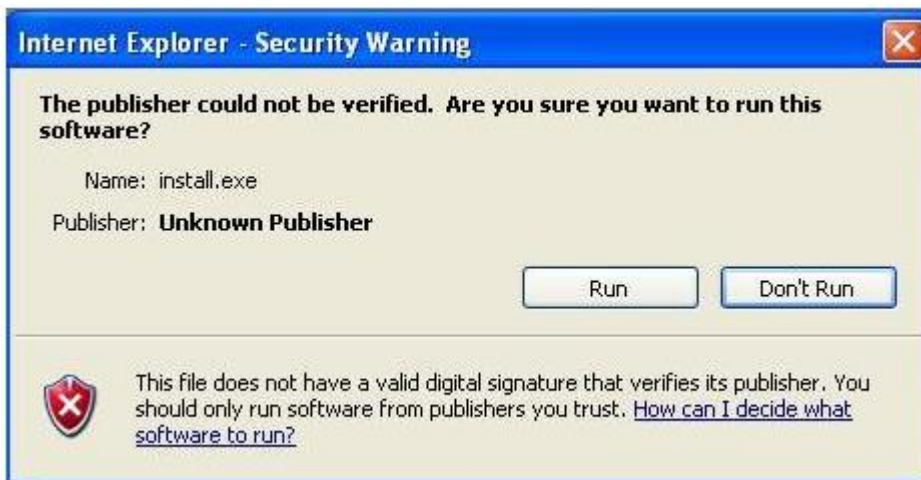 Internet Explorer - Security Warning
The publisher could not be verified.  Are you sure you want to run this
software?
Name: install.exe
Publisher: Unknown Publisher
Run Don't Run
This file does not have a valid digital signature that verifies its publisher. You
should only run software from publishers you trust. How can I decide what
software to run?